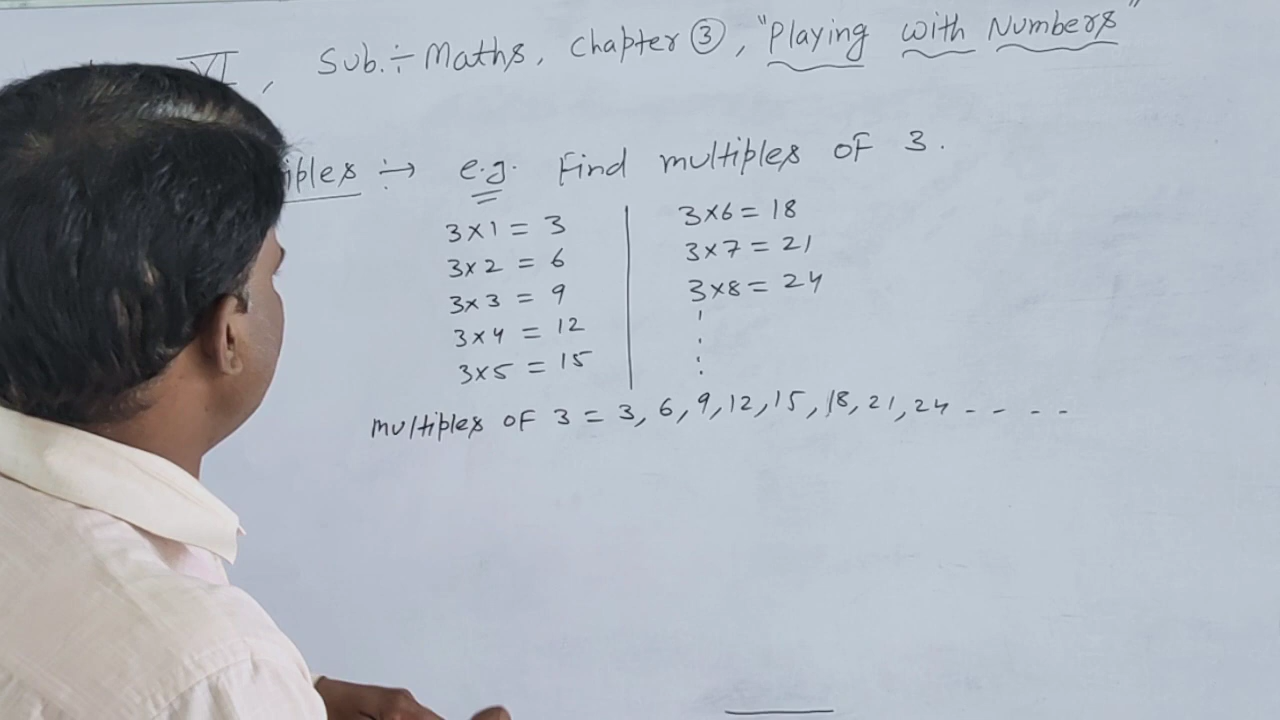 VI, Sub.:- Maths, Chapter ③, "Playing with Numbers"
iples :→ e.g. Find multiples of 3.
3×1 = 3
3×2 = 6
3×3 = 9
3×4 = 12
3×5 = 15
3×6 = 18
3×7 = 21
3×8 = 24
multiples of 3 = 3, 6, 9, 12, 15, 18, 21, 24 - - - -